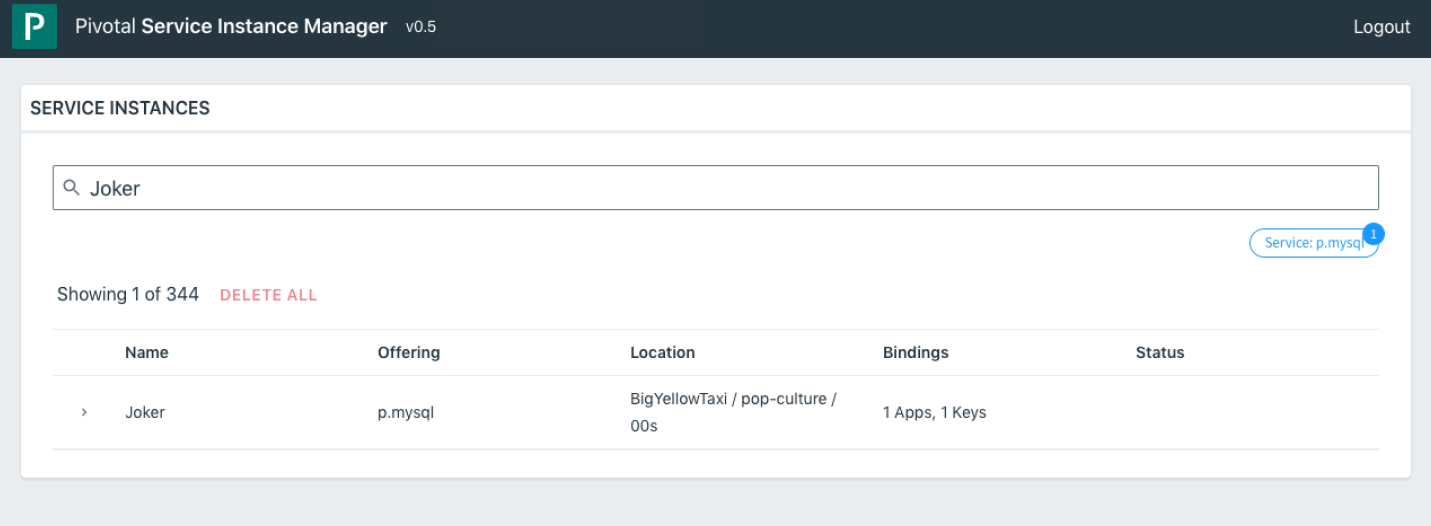 P Pivotal Service Instance Manager v0.5 Logout
SERVICE INSTANCES
Joker
Service: p.mysql 1
Showing 1 of 344 DELETE ALL
Name Offering Location Bindings Status
Joker p.mysql BigYellowTaxi / pop-culture / 1 Apps, 1 Keys
00s